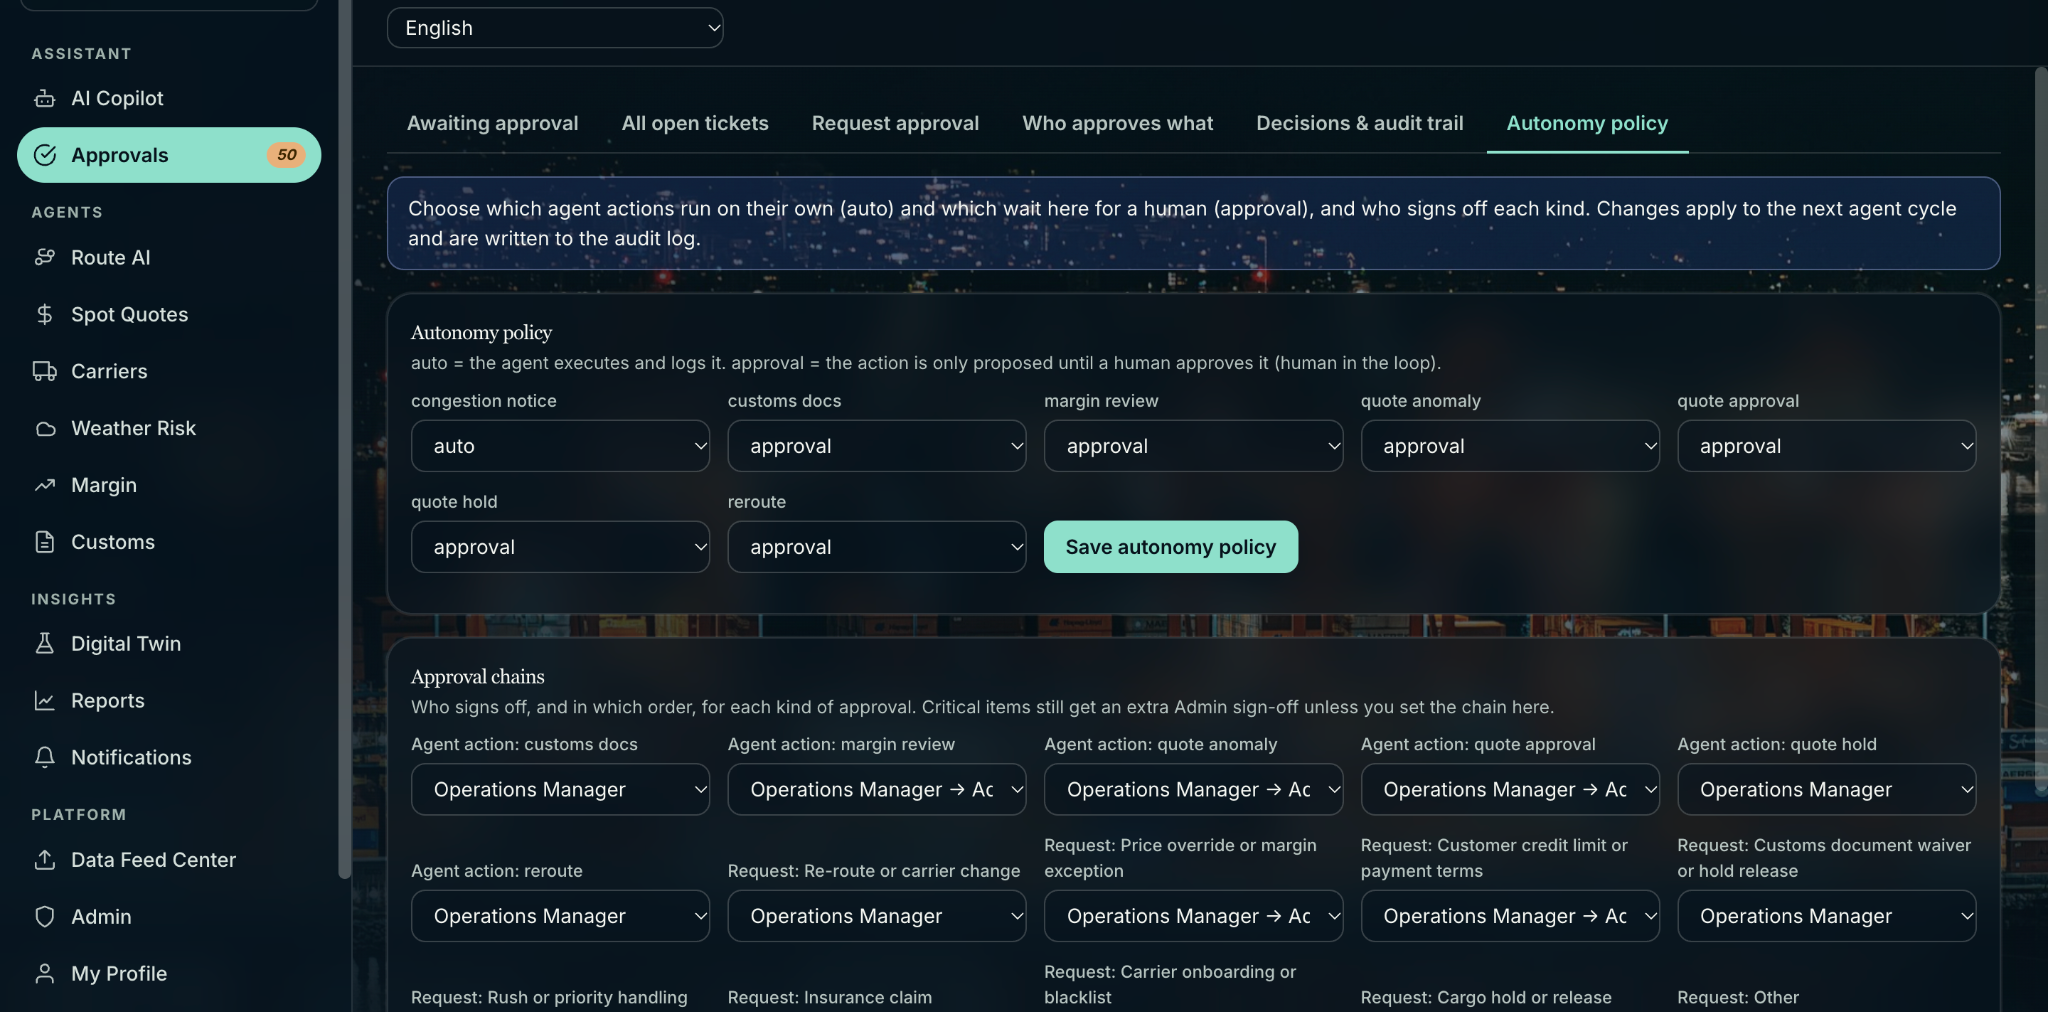 English
ASSISTANT
AI Copilot
Approvals 50
AGENTS
Route AI
Spot Quotes
Carriers
Weather Risk
Margin
Customs
INSIGHTS
Digital Twin
Reports
Notifications
PLATFORM
Data Feed Center
Admin
My Profile
Awaiting approval All open tickets Request approval Who approves what Decisions & audit trail Autonomy policy
Choose which agent actions run on their own (auto) and which wait here for a human (approval), and who signs off each kind. Changes apply to the next agent cycle
and are written to the audit log.
Autonomy policy
auto = the agent executes and logs it. approval = the action is only proposed until a human approves it (human in the loop).
congestion notice customs docs margin review quote anomaly quote approval
auto approval approval approval approval
quote hold reroute
approval approval Save autonomy policy
Approval chains
Who signs off, and in which order, for each kind of approval. Critical items still get an extra Admin sign-off unless you set the chain here.
Agent action: customs docs Agent action: margin review Agent action: quote anomaly Agent action: quote approval Agent action: quote hold
Operations Manager Operations Manager → Ac Operations Manager → Ac Operations Manager → Ac Operations Manager
Agent action: reroute Request: Re-route or carrier change Request: Price override or margin exception Request: Customer credit limit or payment terms Request: Customs document waiver or hold release
Operations Manager Operations Manager Operations Manager → Ac Operations Manager → Ac Operations Manager
Request: Rush or priority handling Request: Insurance claim Request: Carrier onboarding or blacklist Request: Cargo hold or release Request: Other